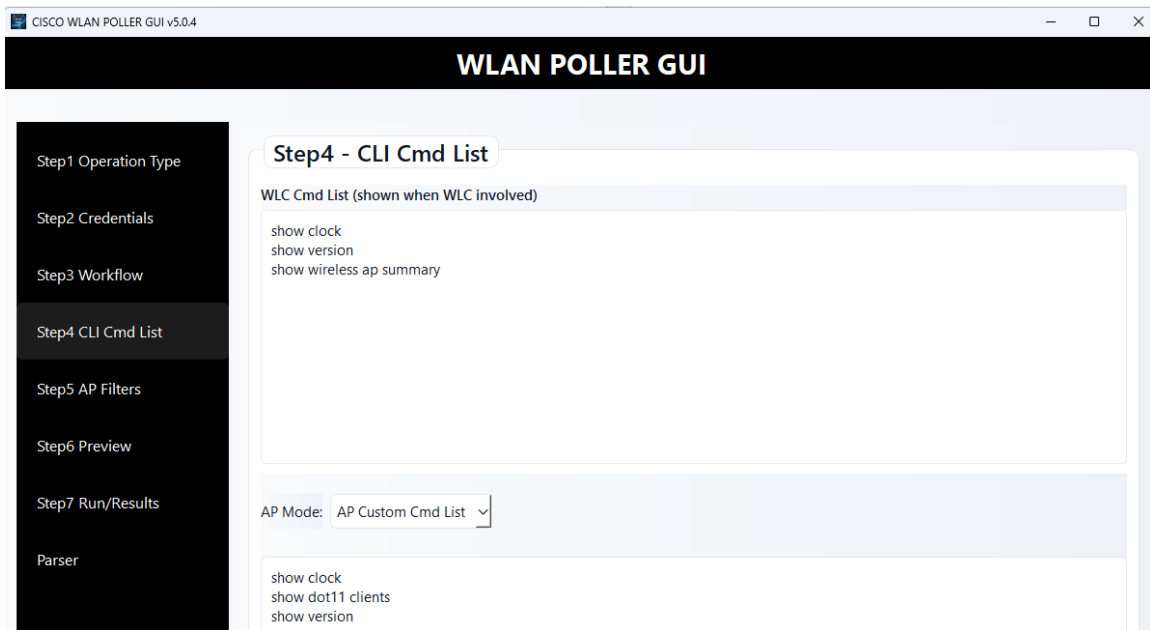 CISCO WLAN POLLER GUI v5.0.4
WLAN POLLER GUI
Step1 Operation Type
Step2 Credentials
Step3 Workflow
Step4 CLI Cmd List
Step5 AP Filters
Step6 Preview
Step7 Run/Results
Parser
Step4 - CLI Cmd List
WLC Cmd List (shown when WLC involved)
show clock
show version
show wireless ap summary
AP Mode: AP Custom Cmd List
show clock
show dot11 clients
show version